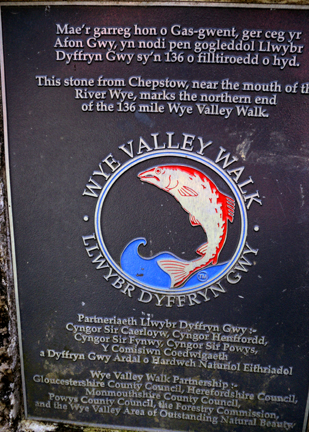 Mae'r garreg hon o Gas-gwent, ger ceg yr
Afon Gwy, yn nodi pen gogleddol Llwybr
Dyffryn Gwy sy'n 136 o filltiroedd o hyd.
This stone from Chepstow, near the mouth of th
River Wye, marks the northern end
of the 136 mile Wye Valley Walk.
· WYE VALLEY WALK ·
LLWYBR DYFFRYN GWY
TM
Partneriaeth Llwybr Dyffryn Gwy :-
Cyngor Sir Caerloyw, Cyngor Henffordd,
Cyngor Sir Fynwy, Cyngor Sir Powys,
Y Comisiwn Coedwigaeth
a Dyffryn Gwy Ardal o Hardwch Naturiol Eithriadol
Wye Valley Walk Partnership :-
Gloucestershire County Council, Herefordshire Council,
Monmouthshire County Council,
Powys County Council, the Forestry Commission,
and the Wye Valley Area of Outstanding Natural Beauty.